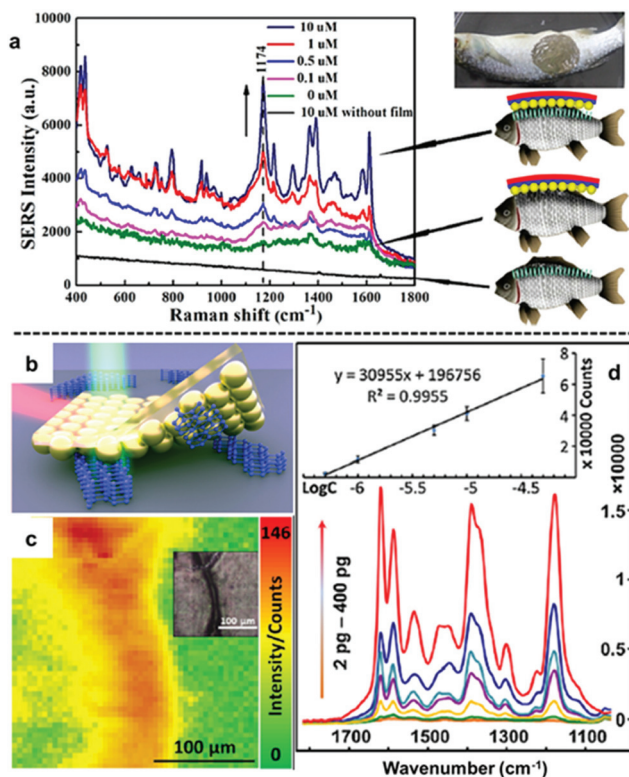 a
10 uM
1 uM
0.5 uM
0.1 uM
0 uM
10 uM without film
1174
SERS Intensity (a.u.)
10000
8000
6000
4000
2000
0
400 600 800 1000 1200 1400 1600 1800
Raman shift (cm⁻¹)
b
c
146
Intensity/Counts
0
100 µm
100 µm
d
y = 30955x + 196756
R² = 0.9955
8
6
4
2
x 10000 Counts
LogC -6 -5.5 -5 -4.5
×10000
2 pg – 400 pg
1.5
1
0.5
0
1700 1500 1300 1100
Wavenumber (cm⁻¹)